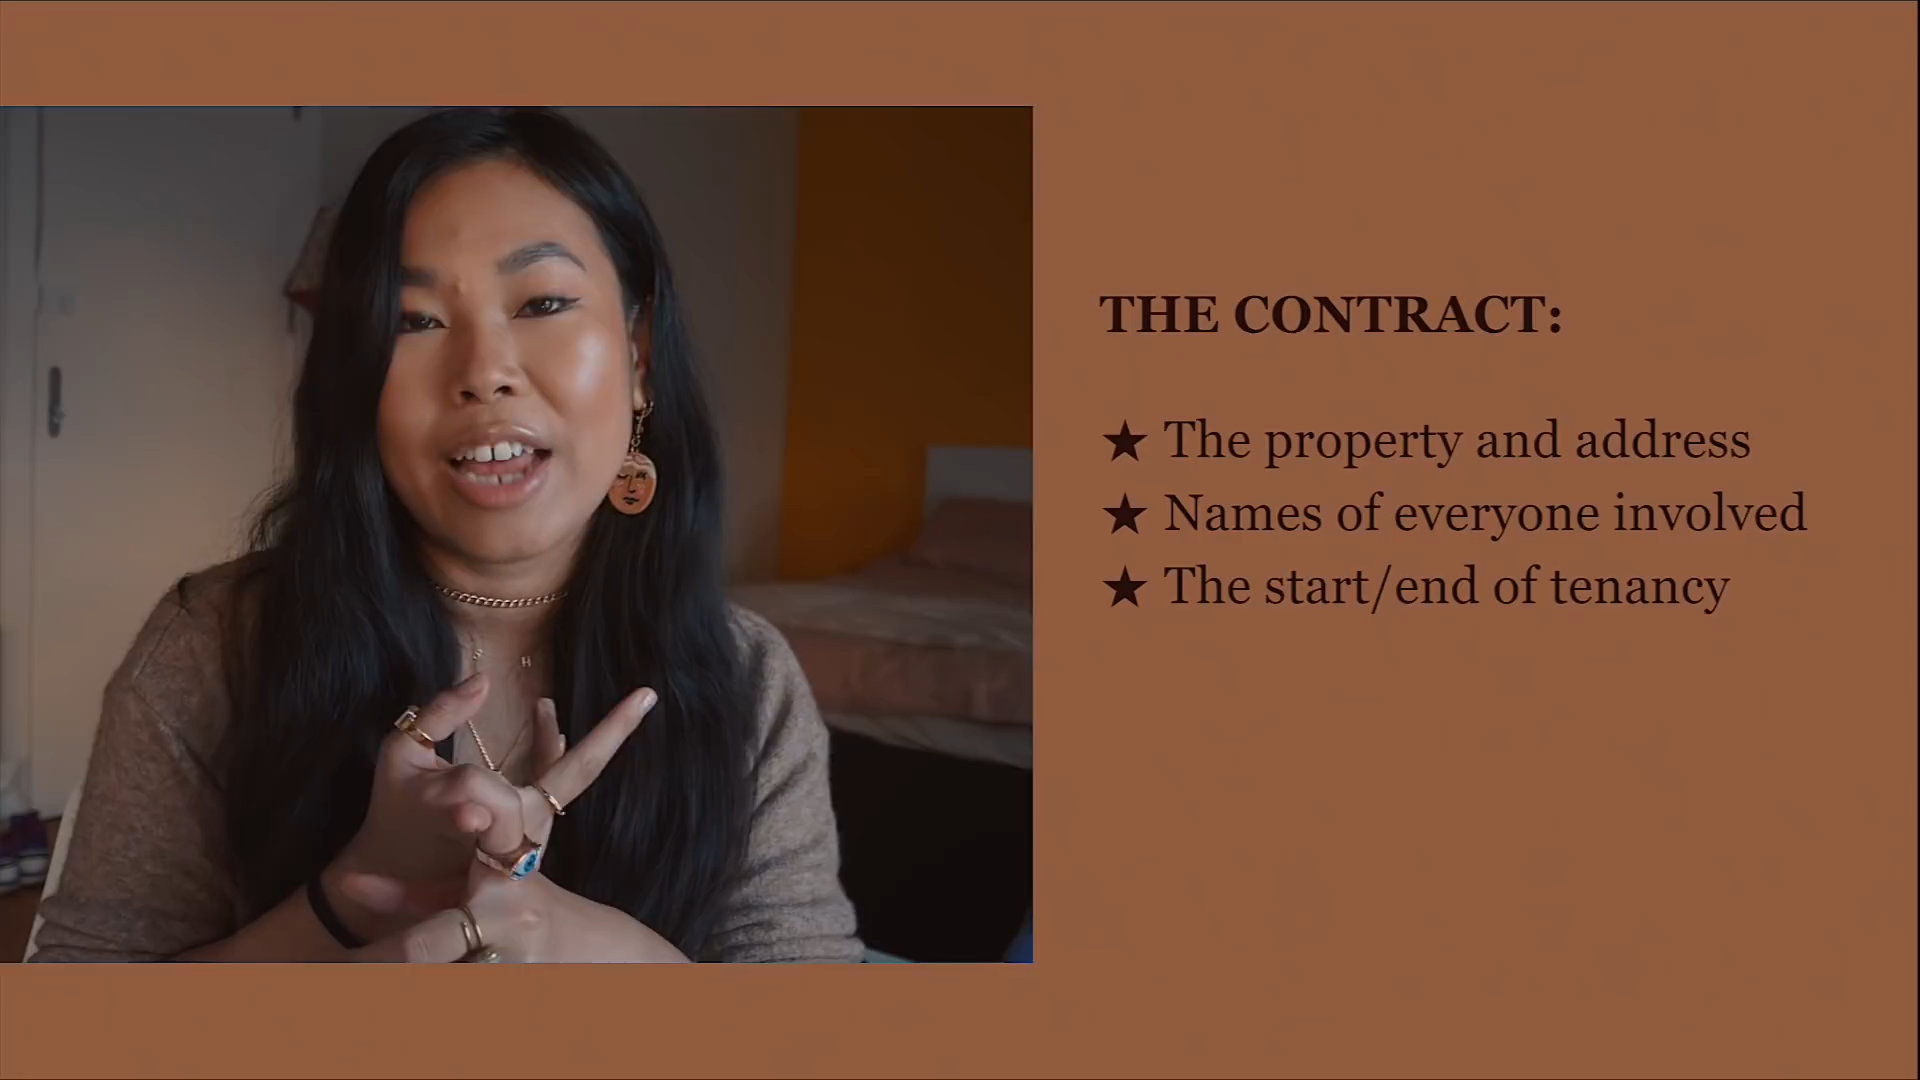 THE CONTRACT:
★ The property and address
★ Names of everyone involved
★ The start/end of tenancy
S H